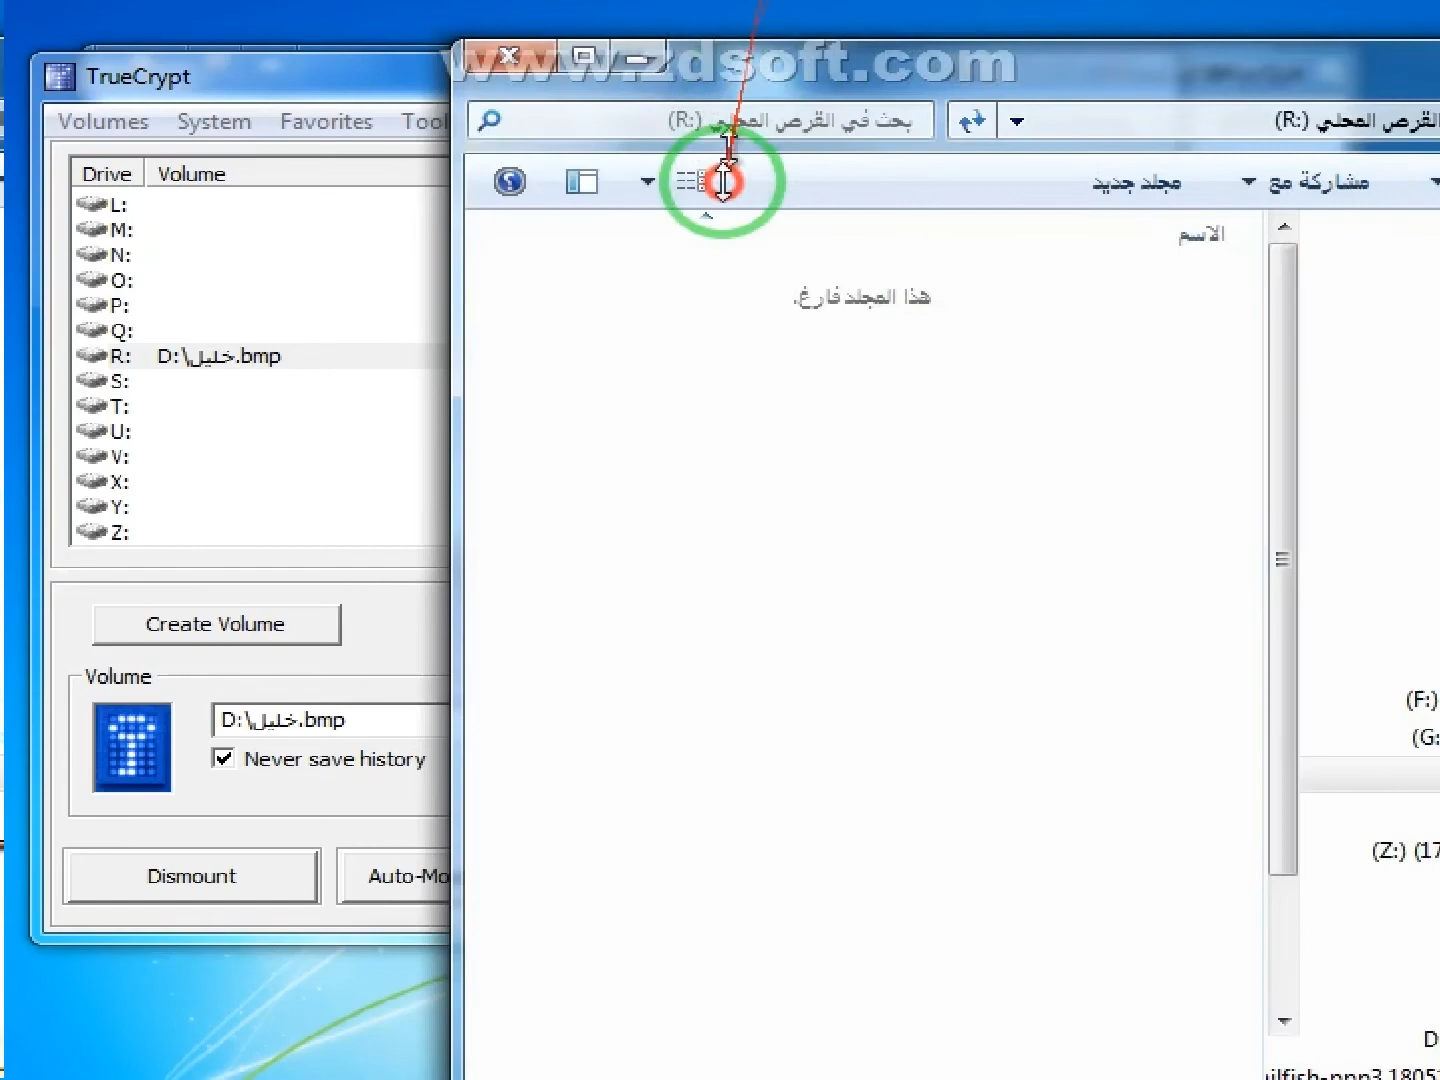 www.zdsoft.com
TrueCrypt
Volumes System Favorites
Drive Volume
L:
M:
N:
O:
P:
Q:
R: D:\خليل.bmp
S:
T:
U:
V:
X:
Y:
Z:
Create Volume
Volume
D:\خليل.bmp
Never save history
Dismount
بحث في القرص المحلي (R:)
القرص المحلي (R:)
مشاركة مع
مجلد جديد
الاسم
هذا المجلد فارغ.
(F:)
(G:
(Z:)